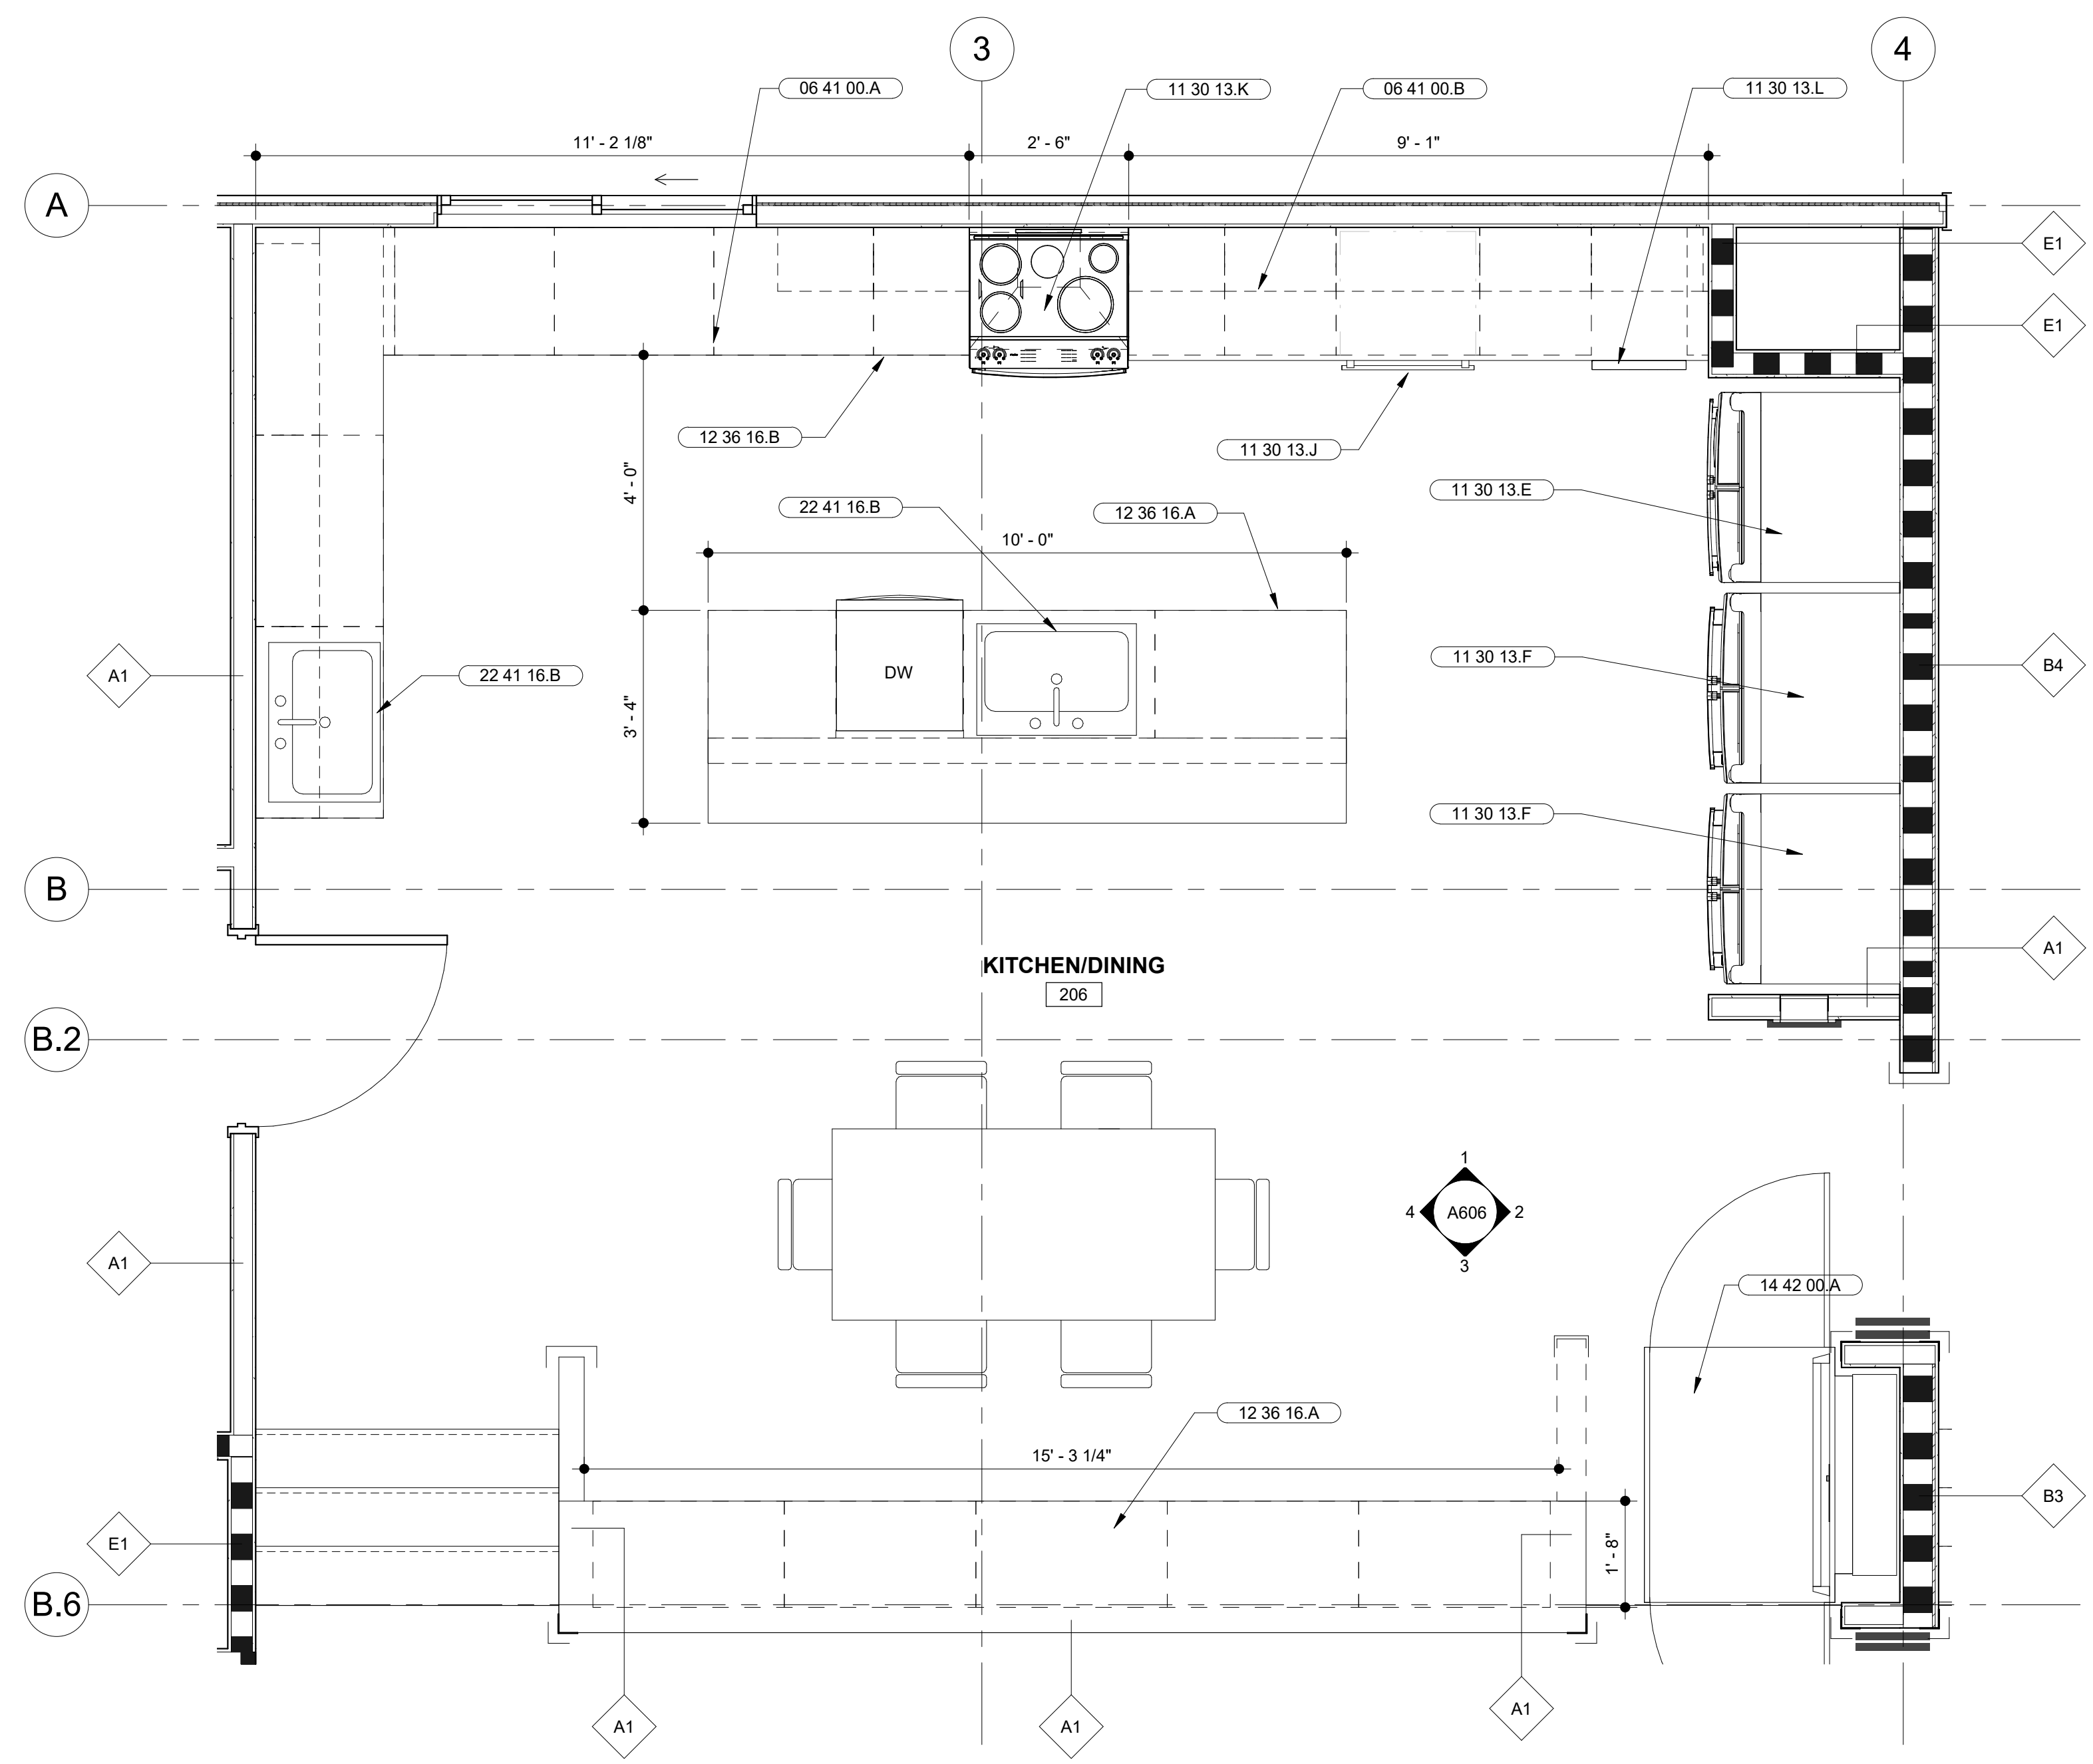 3
4
06 41 00.A
11 30 13.K
06 41 00.B
11 30 13.L
11' - 2 1/8"
2' - 6"
9' - 1"
A
E1
E1
12 36 16.B
11 30 13.J
4' - 0"
11 30 13.E
22 41 16.B
12 36 16.A
10' - 0"
A1
22 41 16.B
DW
11 30 13.F
B4
3' - 4"
11 30 13.F
B
KITCHEN/DINING
206
A1
B.2
1
4
A606
2
3
A1
14 42 00.A
12 36 16.A
15' - 3 1/4"
B3
E1
1' - 8"
B.6
A1
A1
A1